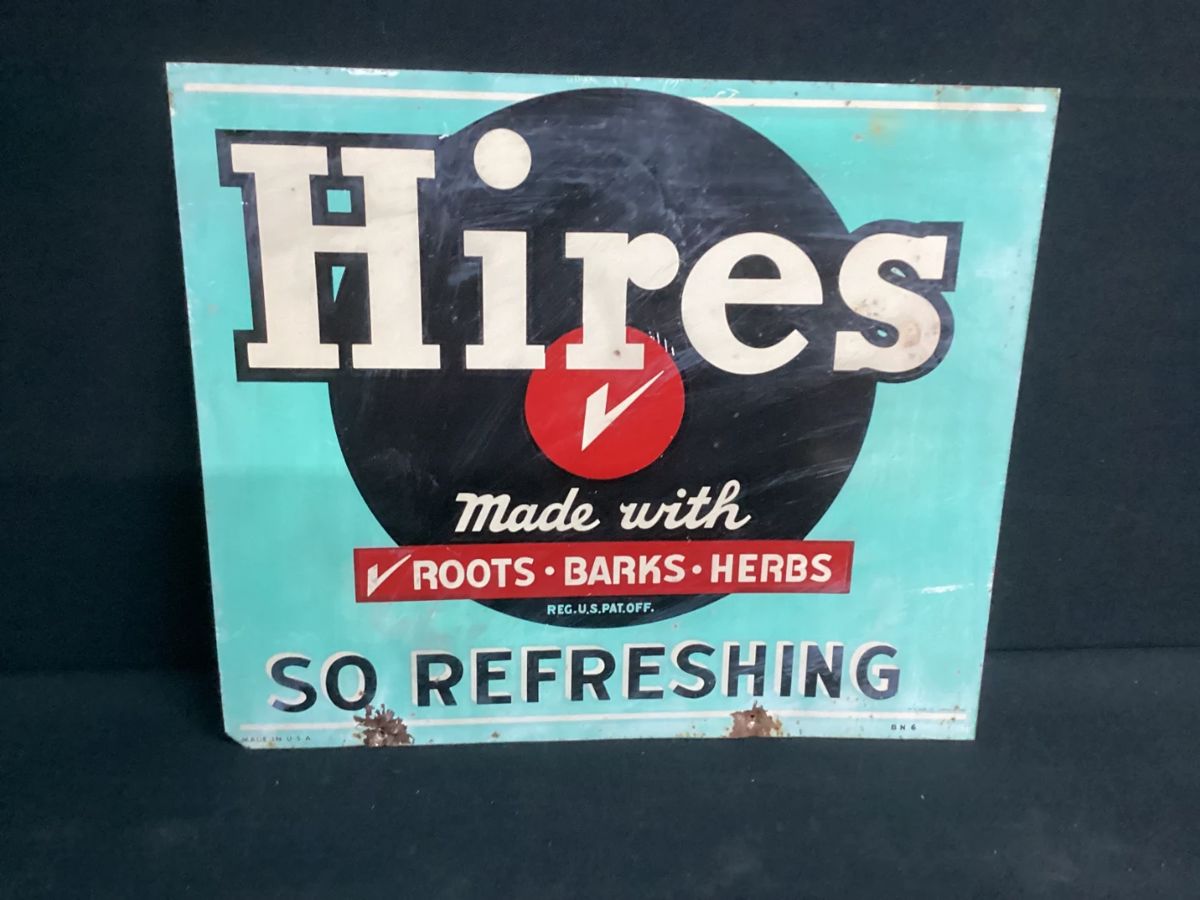 Hires
Made with
ROOTS • BARKS • HERBS
REG.U.S.PAT.OFF.
SO REFRESHING
MADE IN U.S.A.
BN 6